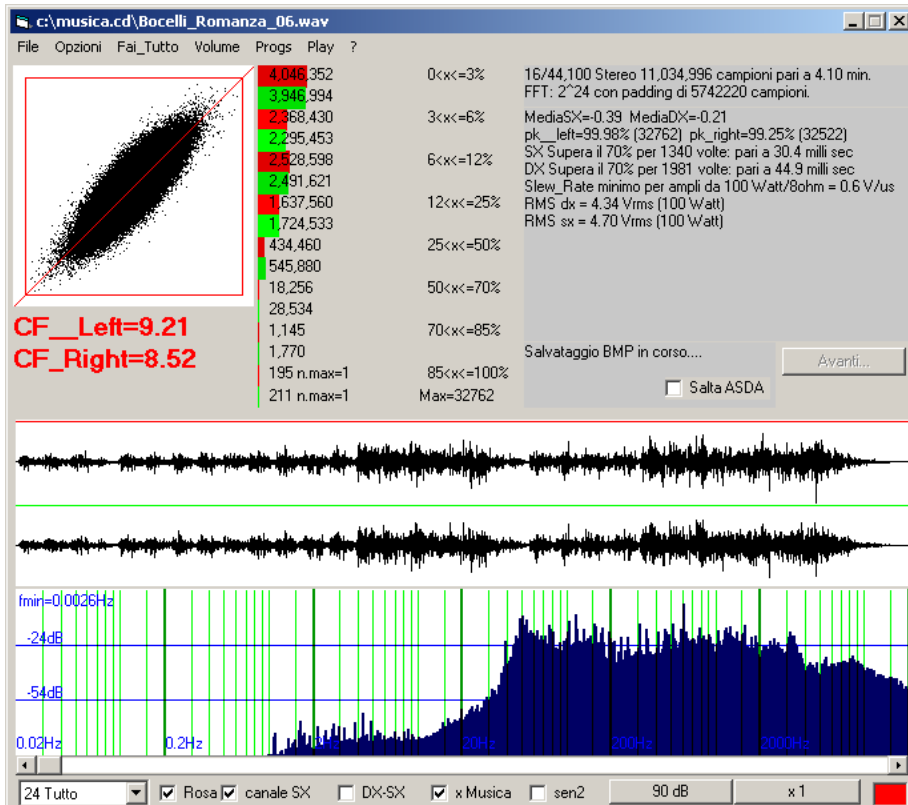 c:\musica.cd\Bocelli_Romanza_06.wav
File Opzioni Fai_Tutto Volume Progs Play ?
4,046,352 0<x<=3%
3,946,994
2,368,430 3<x<=6%
2,295,453
2,528,598 6<x<=12%
2,491,621
1,637,560 12<x<=25%
1,724,533
434,460 25<x<=50%
545,880
18,256 50<x<=70%
28,534
1,145 70<x<=85%
1,770
195 n.max=1 85<x<=100%
211 n.max=1 Max=32762
16/44,100 Stereo 11,034,996 campioni pari a 4.10 min.
FFT: 2^24 con padding di 5742220 campioni.
MediaSX=-0.39 MediaDX=-0.21
pk__left=99.98% (32762) pk_right=99.25% (32522)
SX Supera il 70% per 1340 volte: pari a 30.4 milli sec
DX Supera il 70% per 1981 volte: pari a 44.9 milli sec
Slew_Rate minimo per ampli da 100 Watt/8ohm = 0.6 V/us
RMS dx = 4.34 Vrms (100 Watt)
RMS sx = 4.70 Vrms (100 Watt)
CF__Left=9.21
CF_Right=8.52
Salvataggio BMP in corso....
Avanti...
Salta ASDA
fmin=0.0026Hz
-24dB
-54dB
0.02Hz 0.2Hz 20Hz 200Hz 2000Hz
24 Tutto Rosa canale SX DX-SX x Musica sen2 90 dB x 1